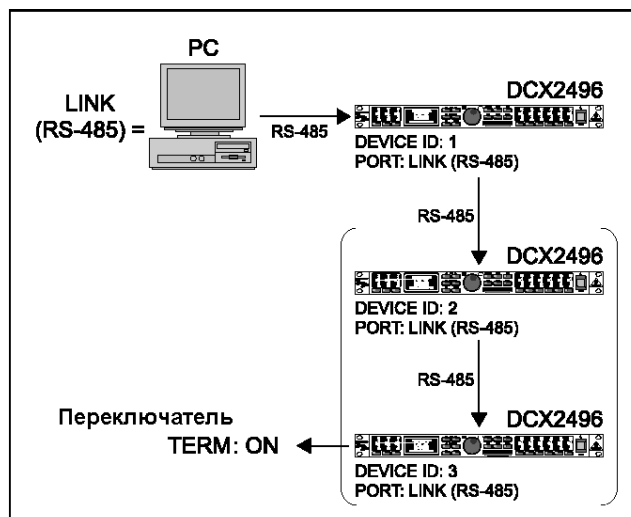 PC
LINK
(RS-485) =
RS-485
DCX2496
DEVICE ID: 1
PORT: LINK (RS-485)
RS-485
DCX2496
DEVICE ID: 2
PORT: LINK (RS-485)
RS-485
DCX2496
Переключатель
TERM: ON
DEVICE ID: 3
PORT: LINK (RS-485)